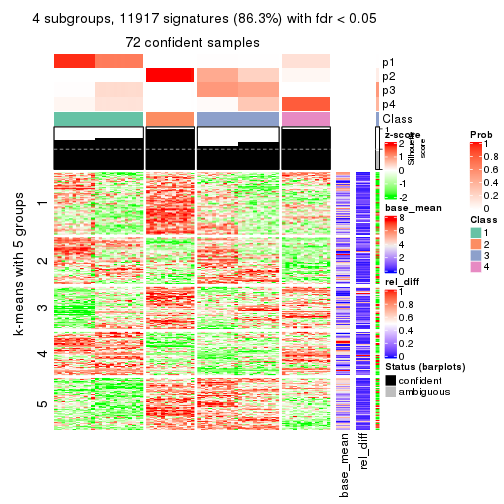 4 subgroups, 11917 signatures (86.3%) with fdr < 0.05
72 confident samples
p1
p2
p3
p4
Class
1
Silhouette
score
k-means with 5 groups
1
2
3
4
5
base_mean
rel_diff
z-score
2
1
0
-1
-2
base_mean
8
6
4
2
0
rel_diff
1
0.8
0.6
0.4
0.2
0
Status (barplots)
confident
ambiguous
Prob
1
0.8
0.6
0.4
0.2
0
Class
1
2
3
4